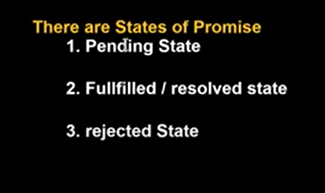 There are States of Promise
1. Pending State
2. Fullfilled / resolved state
3. rejected State